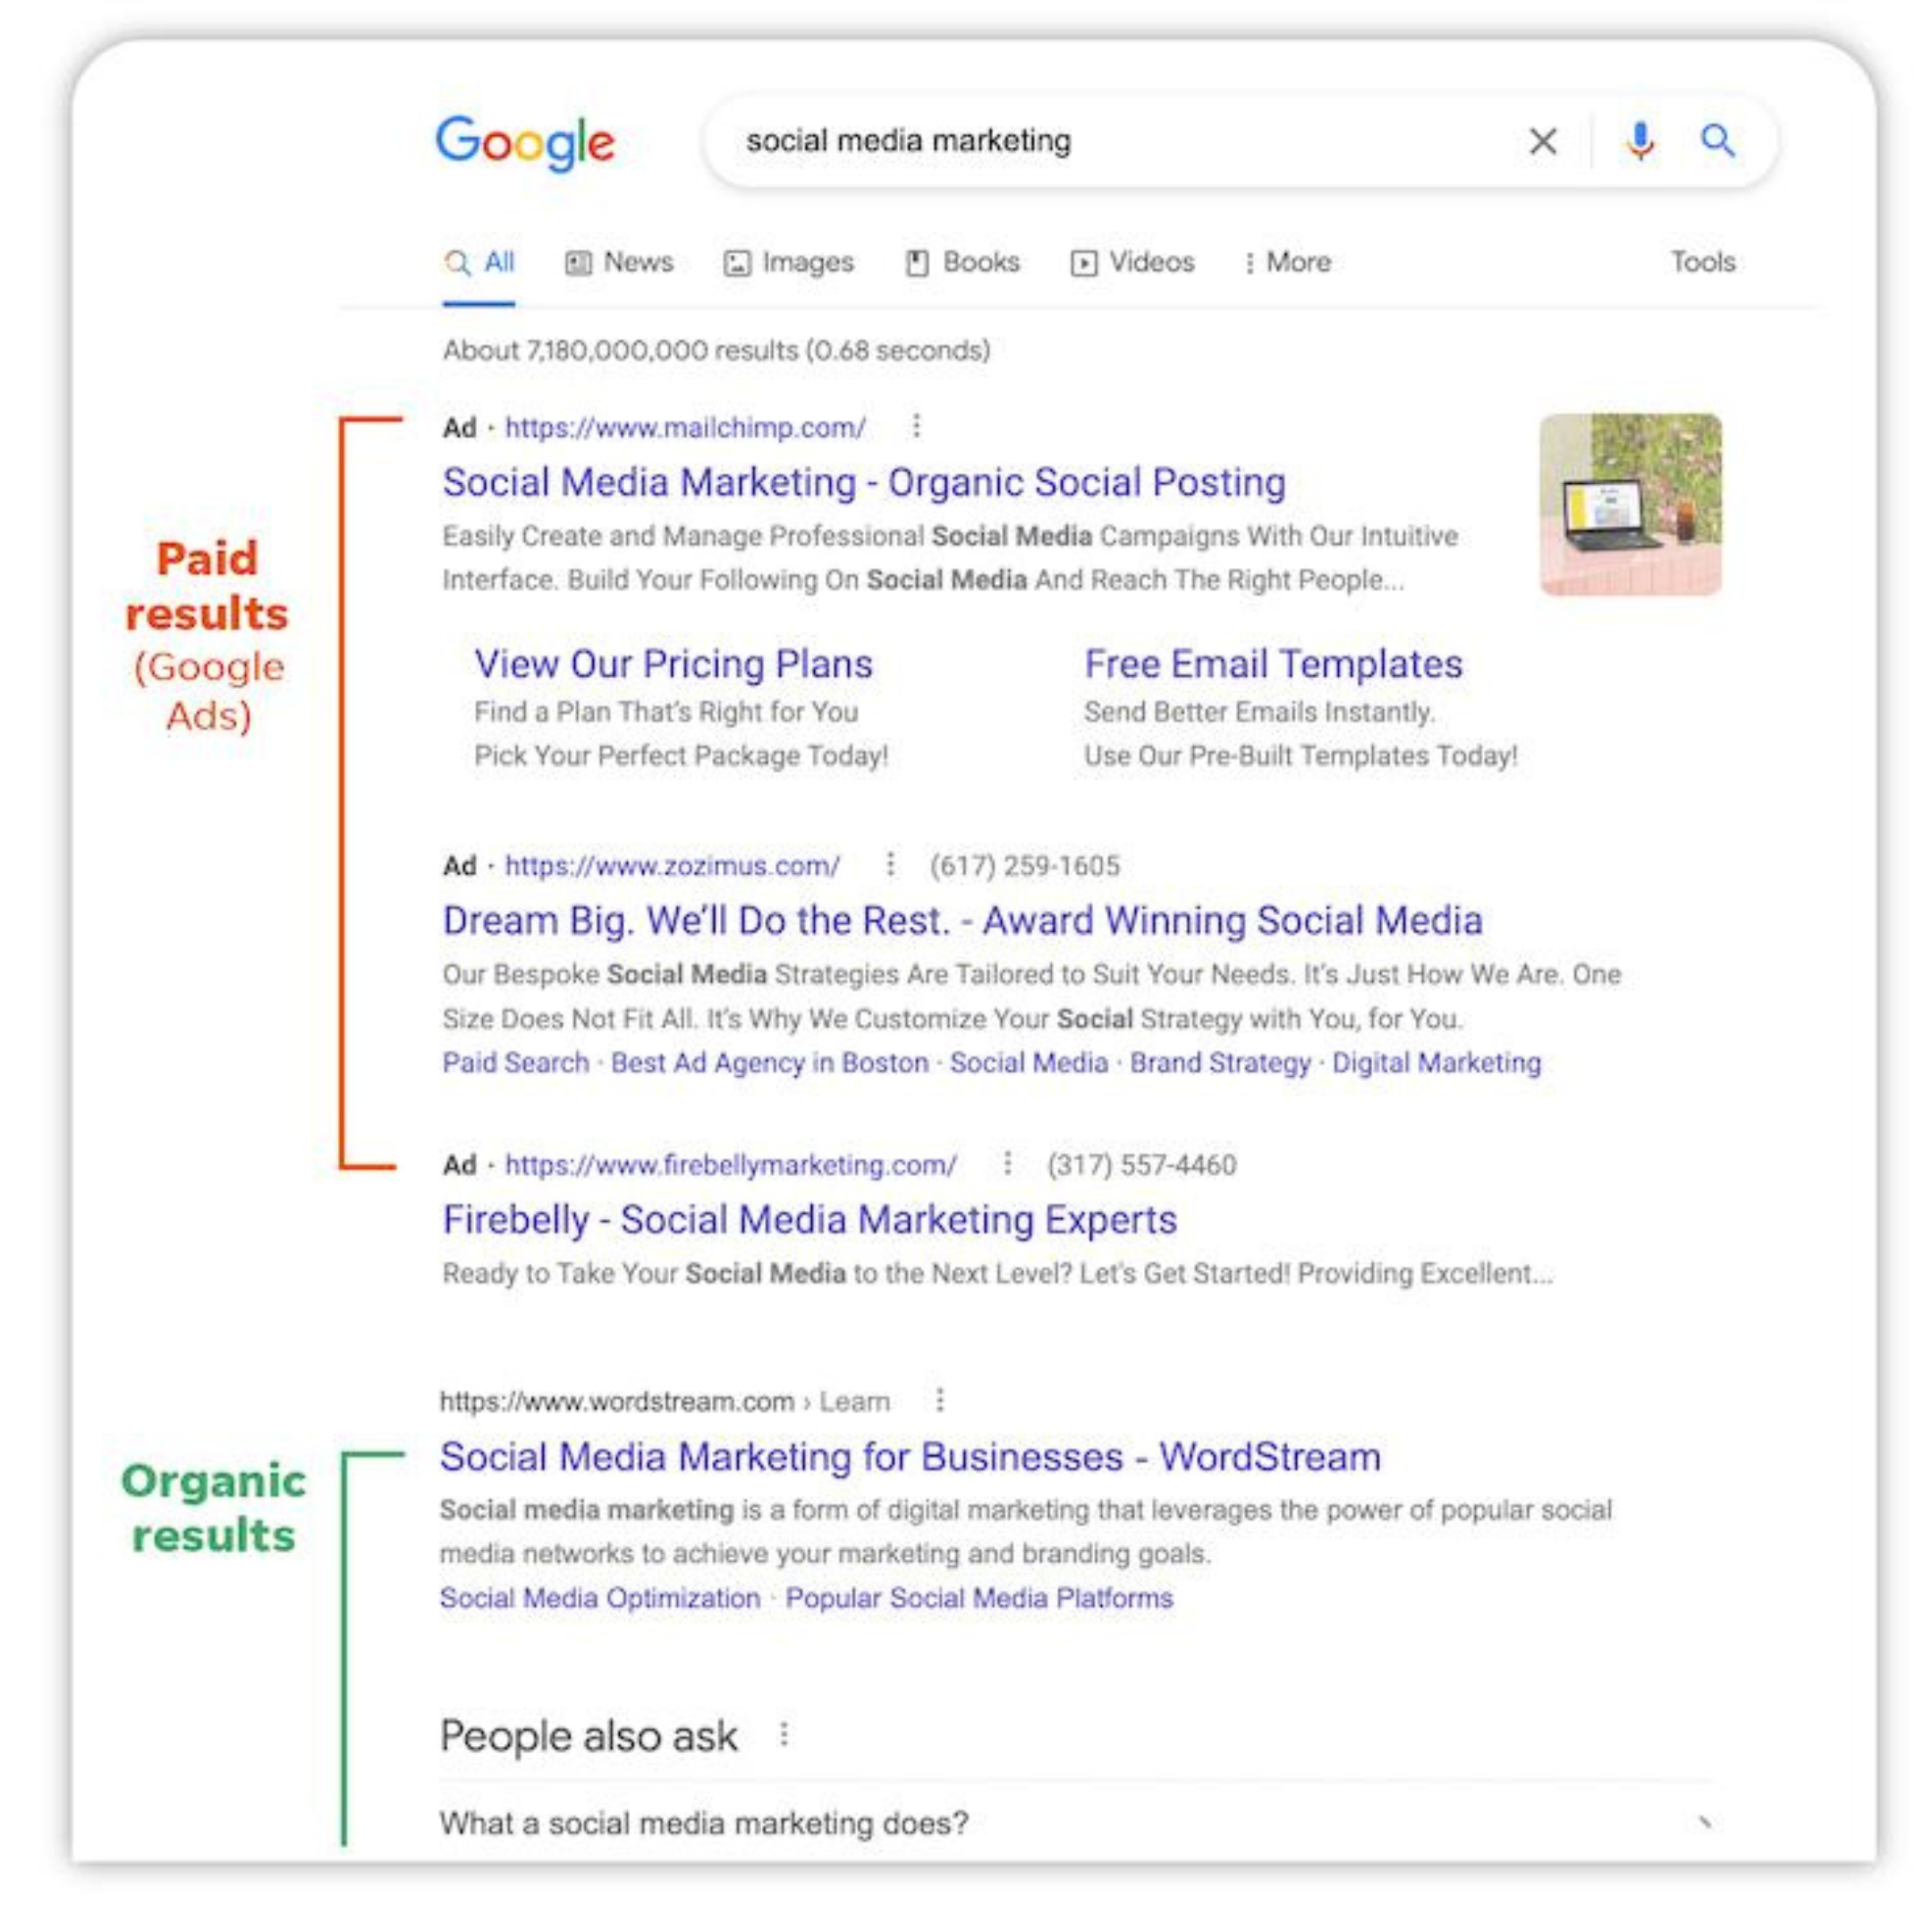 Google
social media marketing
All News Images Books Videos More Tools
About 7,180,000,000 results (0.68 seconds)
Paid
results
(Google
Ads)
Ad · https://www.mailchimp.com/
Social Media Marketing - Organic Social Posting
Easily Create and Manage Professional Social Media Campaigns With Our Intuitive
Interface. Build Your Following On Social Media And Reach The Right People...
View Our Pricing Plans
Find a Plan That's Right for You
Pick Your Perfect Package Today!
Free Email Templates
Send Better Emails Instantly.
Use Our Pre-Built Templates Today!
Ad · https://www.zozimus.com/ (617) 259-1605
Dream Big. We'll Do the Rest. - Award Winning Social Media
Our Bespoke Social Media Strategies Are Tailored to Suit Your Needs. It's Just How We Are. One
Size Does Not Fit All. It's Why We Customize Your Social Strategy with You, for You.
Paid Search · Best Ad Agency in Boston · Social Media · Brand Strategy · Digital Marketing
Ad · https://www.firebellymarketing.com/ (317) 557-4460
Firebelly - Social Media Marketing Experts
Ready to Take Your Social Media to the Next Level? Let's Get Started! Providing Excellent...
Organic
results
https://www.wordstream.com › Learn
Social Media Marketing for Businesses - WordStream
Social media marketing is a form of digital marketing that leverages the power of popular social
media networks to achieve your marketing and branding goals.
Social Media Optimization · Popular Social Media Platforms
People also ask
What a social media marketing does?